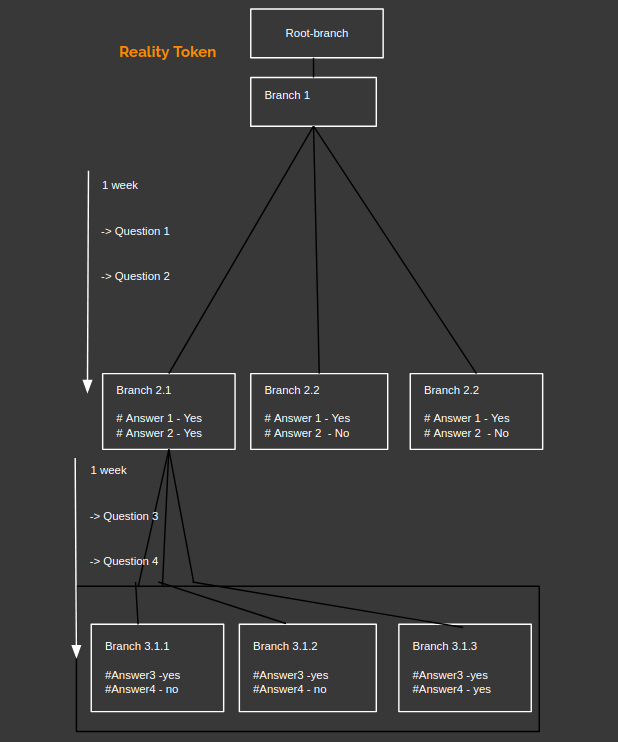 Root-branch
Reality Token
Branch 1
1 week
-> Question 1
-> Question 2
Branch 2.1
# Answer 1 - Yes
# Answer 2 - Yes
Branch 2.2
# Answer 1 - Yes
# Answer 2  - No
Branch 2.2
# Answer 1 - Yes
# Answer 2  - No
1 week
-> Question 3
-> Question 4
Branch 3.1.1
#Answer3 -yes
#Answer4 - no
Branch 3.1.2
#Answer3 -yes
#Answer4 - no
Branch 3.1.3
#Answer3 -yes
#Answer4 - yes